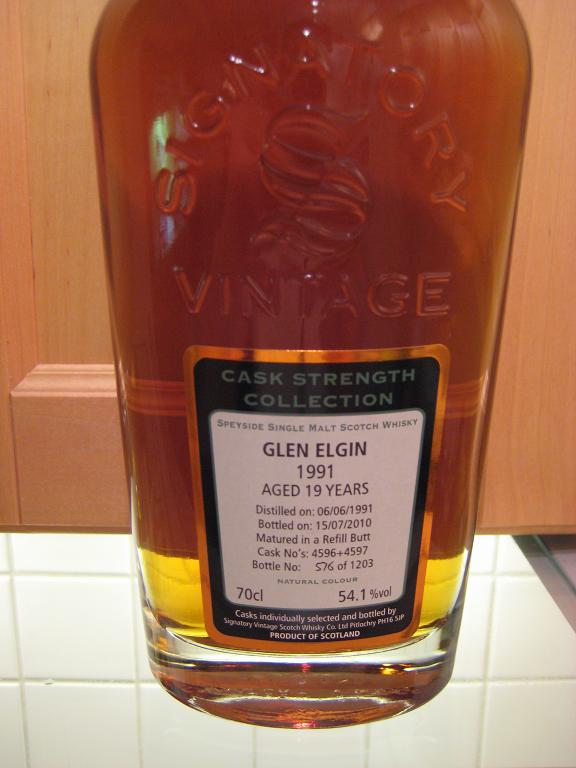 SIGNATORY
VINTAGE
CASK STRENGTH
COLLECTION
SPEYSIDE SINGLE MALT SCOTCH WHISKY
GLEN ELGIN
1991
AGED 19 YEARS
Distilled on: 06/06/1991
Bottled on: 15/07/2010
Matured in a Refill Butt
Cask No's: 4596+4597
Bottle No: 576 of 1203
NATURAL COLOUR
70cl 54.1 %vol
Casks individually selected and bottled by
Signatory Vintage Scotch Whisky Co. Ltd Pitlochry PH16 5JP
PRODUCT OF SCOTLAND